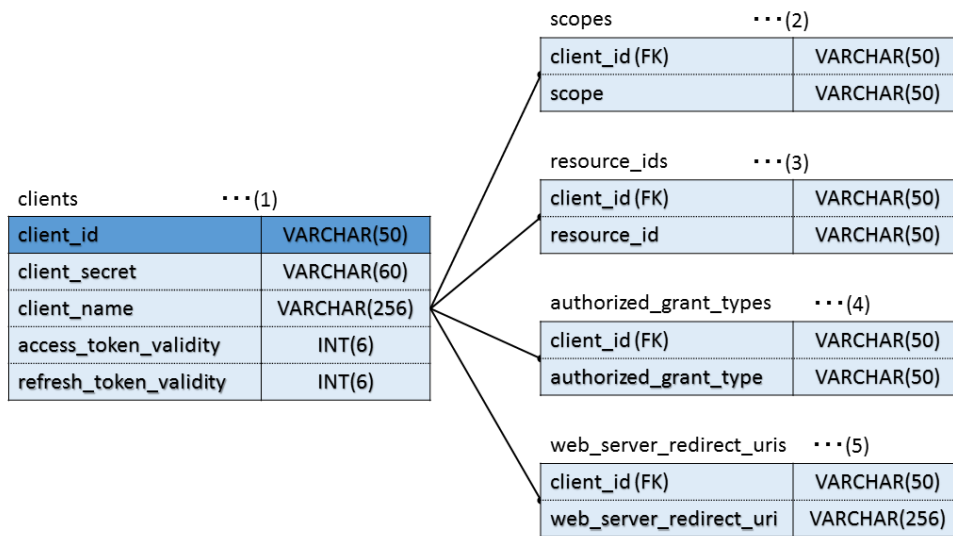 clients ･･･(1)
client_id VARCHAR(50)
client_secret VARCHAR(60)
client_name VARCHAR(256)
access_token_validity INT(6)
refresh_token_validity INT(6)
scopes ･･･(2)
client_id (FK) VARCHAR(50)
scope VARCHAR(50)
resource_ids ･･･(3)
client_id (FK) VARCHAR(50)
resource_id VARCHAR(50)
authorized_grant_types ･･･(4)
client_id (FK) VARCHAR(50)
authorized_grant_type VARCHAR(50)
web_server_redirect_uris ･･･(5)
client_id (FK) VARCHAR(50)
web_server_redirect_uri VARCHAR(256)